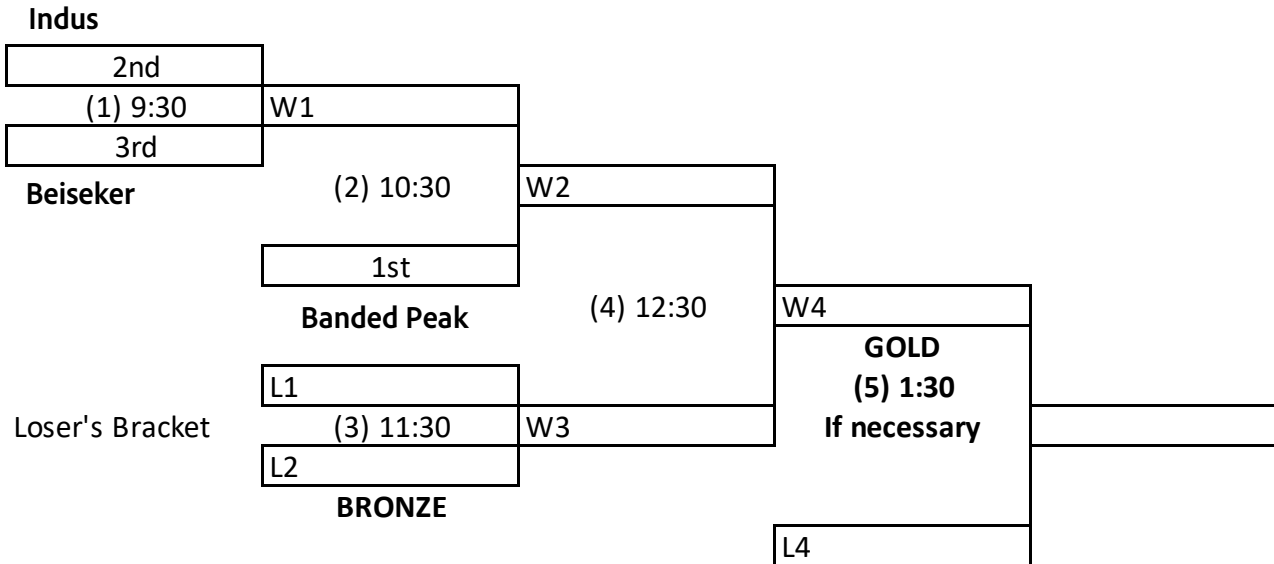 Indus
2nd
(1) 9:30
W1
3rd
Beiseker
(2) 10:30
W2
1st
Banded Peak
(4) 12:30
W4
GOLD
(5) 1:30
If necessary
L1
Loser's Bracket
(3) 11:30
W3
L2
BRONZE
L4